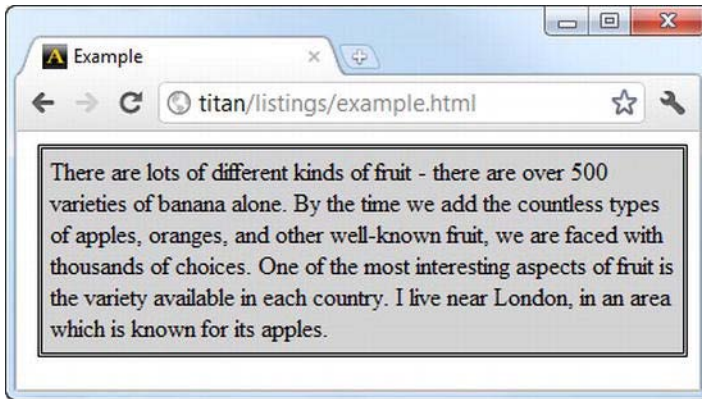 Example
titan/listings/example.html
There are lots of different kinds of fruit - there are over 500
varieties of banana alone. By the time we add the countless types
of apples, oranges, and other well-known fruit, we are faced with
thousands of choices. One of the most interesting aspects of fruit is
the variety available in each country. I live near London, in an area
which is known for its apples.